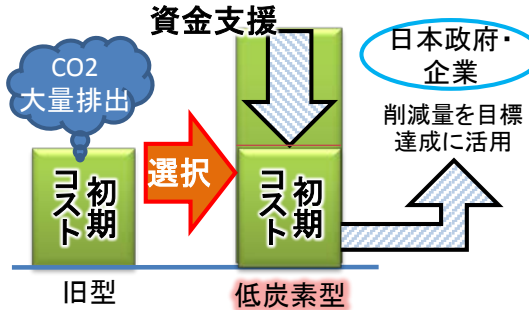 資金支援
日本政府・
企業
CO2
大量排出
削減量を目標
達成に活用
選択
初期
コスト
初期
コスト
旧型
低炭素型